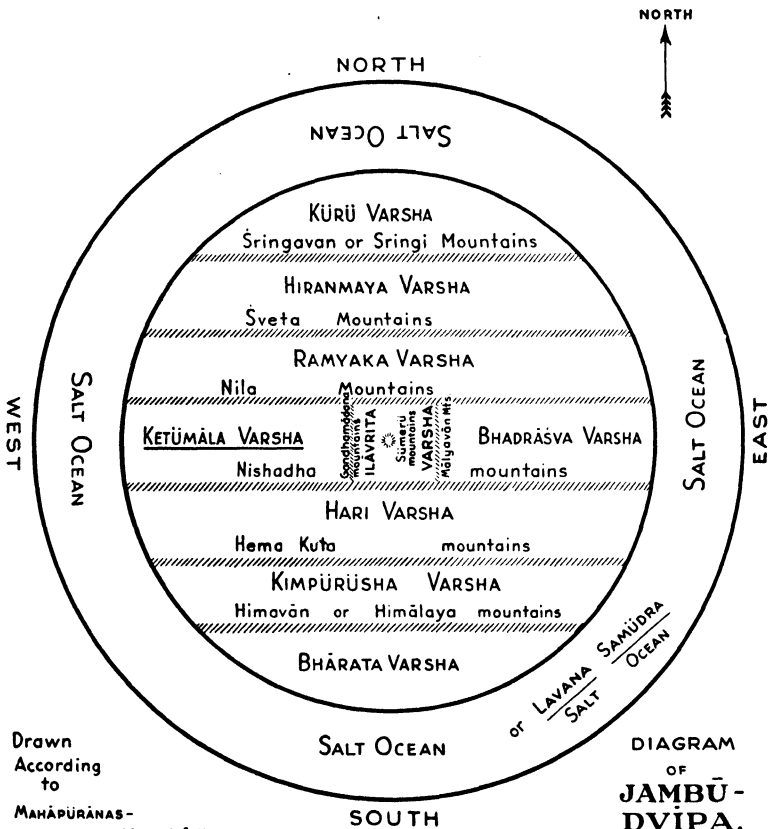 NORTH
NORTH
SALT OCEAN
KŪRŪ VARSHA
Śringavan or Sringi Mountains
HIRANMAYA VARSHA
Śveta Mountains
RAMYAKA VARSHA
Nila Mountains
WEST
SALT OCEAN
KETŪMĀLA VARSHA
Gandhamādana
mountains
ILĀVRITA
Sūmerū
mountains
VARSHA
Mālyavān Mts
BHADRĀŚVA VARSHA
SALT OCEAN
EAST
Nishadha mountains
HARI VARSHA
Hema Kuta mountains
KIMPŪRŪSHA VARSHA
Himavān or Himālaya mountains
BHĀRATA VARSHA
or LAVANA SAMŪDRA
SALT OCEAN
SALT OCEAN
SOUTH
Drawn
According
to
MAHĀPŪRĀNAS-
DIAGRAM
OF
JAMBŪ-
DVĪPA.